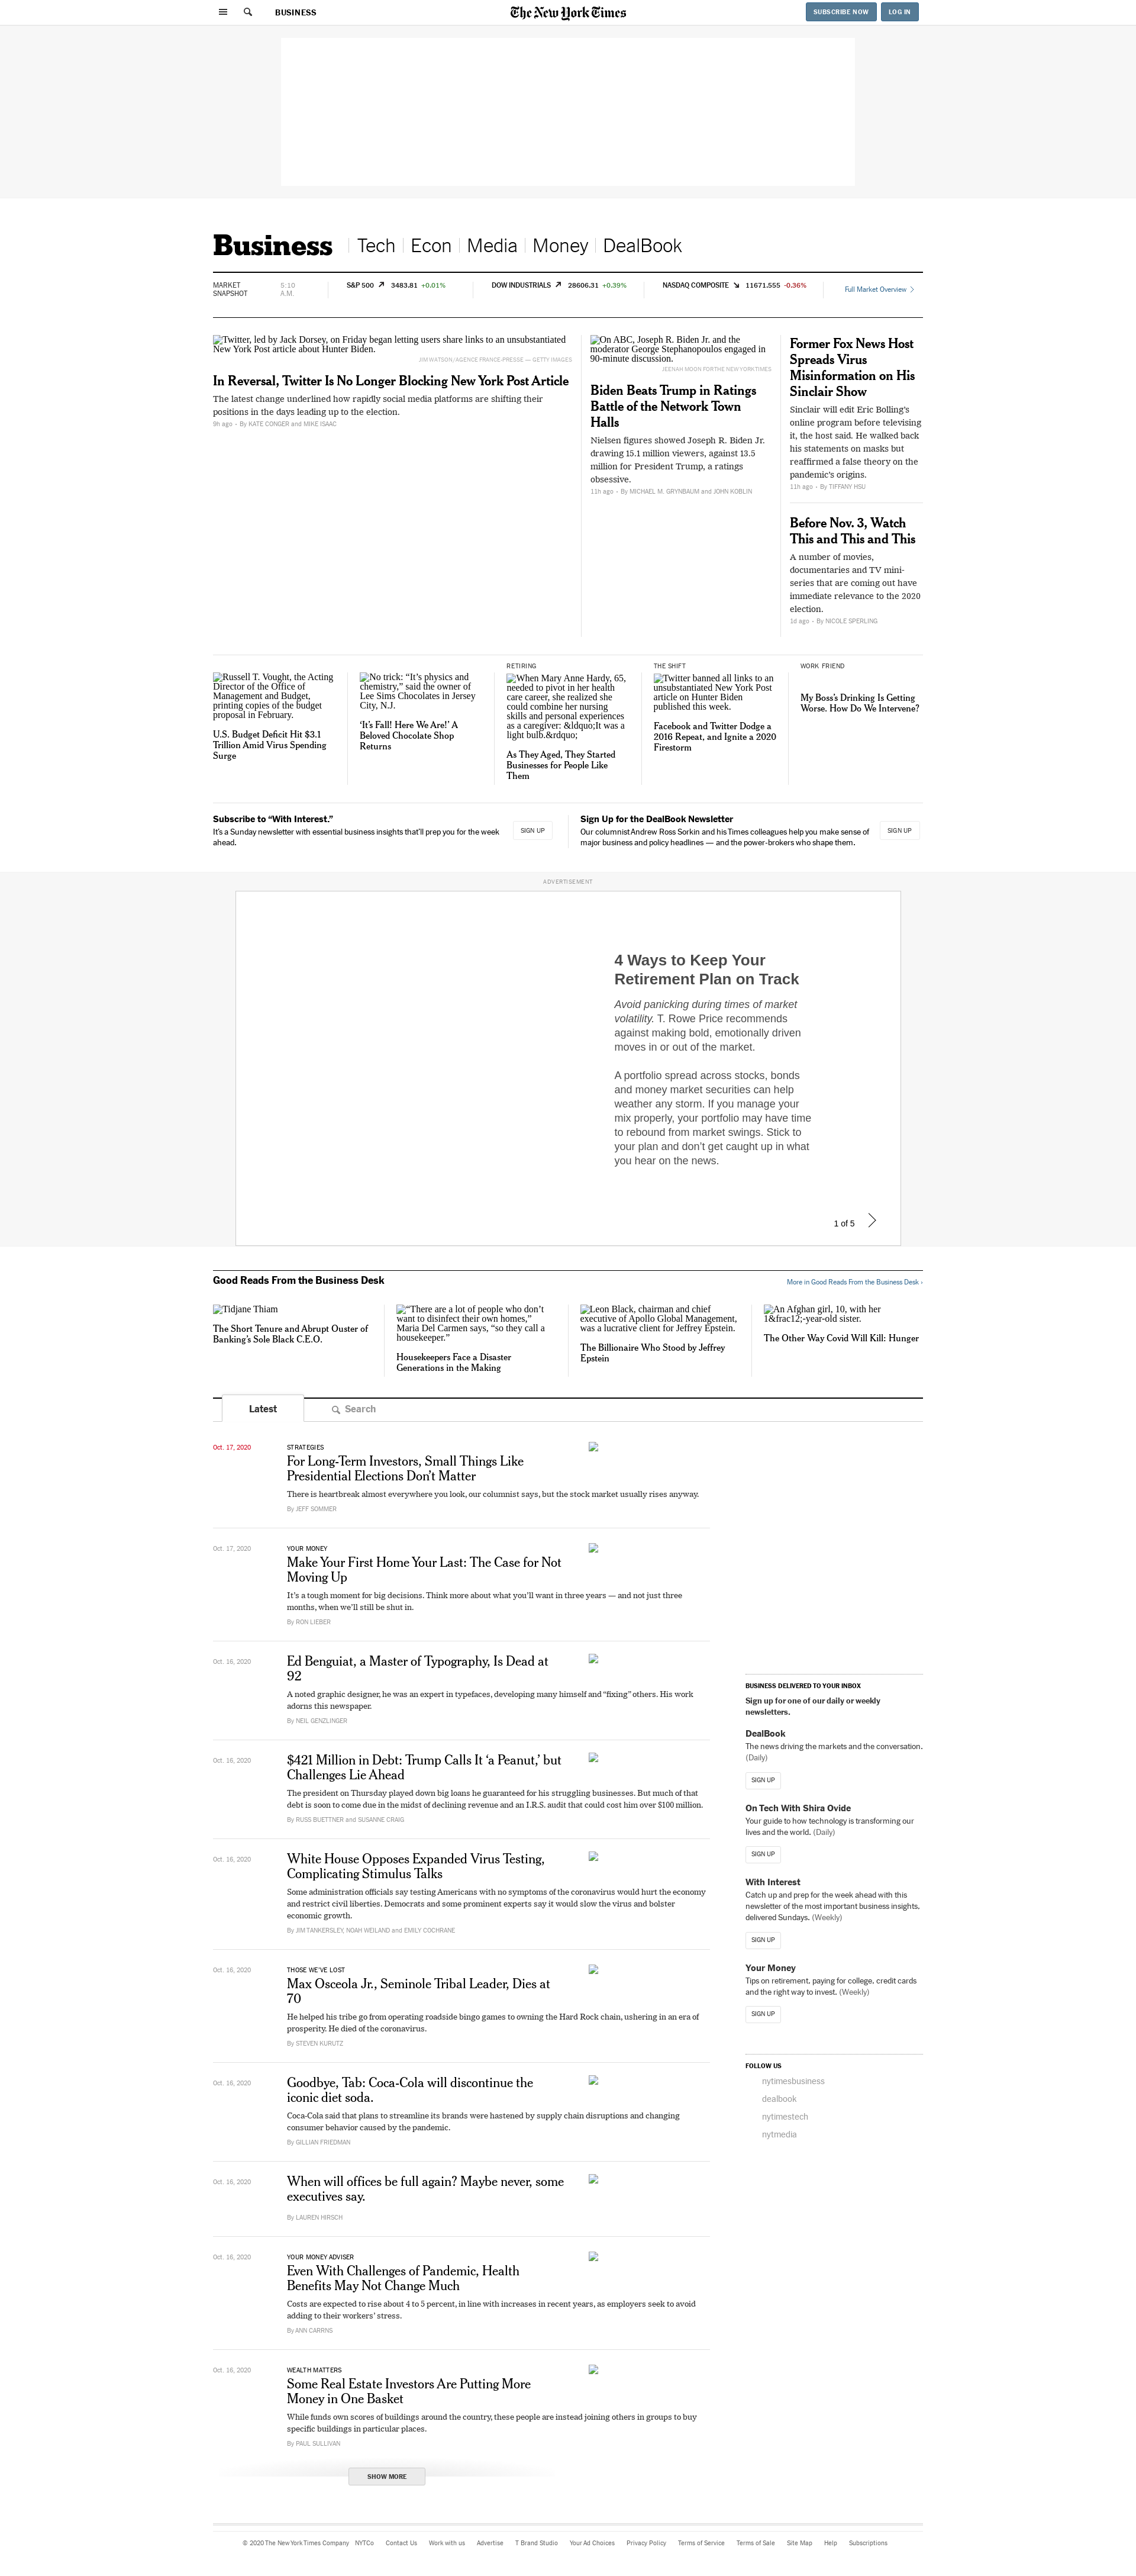 BUSINESS
The New York Times
SUBSCRIBE NOW
LOG IN
Business
Tech
Econ
Media
Money
DealBook
MARKET
SNAPSHOT
5:10
A.M.
S&P 500 3483.81 +0.01%
DOW INDUSTRIALS 28606.31 +0.39%
NASDAQ COMPOSITE 11671.555 -0.36%
Full Market Overview
Twitter, led by Jack Dorsey, on Friday began letting users share links to an unsubstantiated
New York Post article about Hunter Biden.
JIM WATSON/AGENCE FRANCE-PRESSE — GETTY IMAGES
In Reversal, Twitter Is No Longer Blocking New York Post Article
The latest change underlined how rapidly social media platforms are shifting their
positions in the days leading up to the election.
9h ago · By KATE CONGER and MIKE ISAAC
On ABC, Joseph R. Biden Jr. and the
moderator George Stephanopoulos engaged in
90-minute discussion.
JEENAH MOON FOR THE NEW YORK TIMES
Biden Beats Trump in Ratings
Battle of the Network Town
Halls
Nielsen figures showed Joseph R. Biden Jr.
drawing 15.1 million viewers, against 13.5
million for President Trump, a ratings
obsessive.
11h ago · By MICHAEL M. GRYNBAUM and JOHN KOBLIN
Former Fox News Host
Spreads Virus
Misinformation on His
Sinclair Show
Sinclair will edit Eric Bolling’s
online program before televising
it, the host said. He walked back
his statements on masks but
reaffirmed a false theory on the
pandemic’s origins.
11h ago · By TIFFANY HSU
Before Nov. 3, Watch
This and This and This
A number of movies,
documentaries and TV mini-
series that are coming out have
immediate relevance to the 2020
election.
1d ago · By NICOLE SPERLING
Russell T. Vought, the Acting
Director of the Office of
Management and Budget,
printing copies of the budget
proposal in February.
U.S. Budget Deficit Hit $3.1
Trillion Amid Virus Spending
Surge
No trick: “It’s physics and
chemistry,” said the owner of
Lee Sims Chocolates in Jersey
City, N.J.
‘It’s Fall! Here We Are!’ A
Beloved Chocolate Shop
Returns
RETIRING
When Mary Anne Hardy, 65,
needed to pivot in her health
care career, she realized she
could combine her nursing
skills and personal experiences
as a caregiver: &ldquo;It was a
light bulb.&rdquo;
As They Aged, They Started
Businesses for People Like
Them
THE SHIFT
Twitter banned all links to an
unsubstantiated New York Post
article on Hunter Biden
published this week.
Facebook and Twitter Dodge a
2016 Repeat, and Ignite a 2020
Firestorm
WORK FRIEND
My Boss’s Drinking Is Getting
Worse. How Do We Intervene?
Subscribe to “With Interest.”
It’s a Sunday newsletter with essential business insights that’ll prep you for the week
ahead.
SIGN UP
Sign Up for the DealBook Newsletter
Our columnist Andrew Ross Sorkin and his Times colleagues help you make sense of
major business and policy headlines — and the power-brokers who shape them.
SIGN UP
ADVERTISEMENT
4 Ways to Keep Your
Retirement Plan on Track
Avoid panicking during times of market
volatility. T. Rowe Price recommends
against making bold, emotionally driven
moves in or out of the market.
A portfolio spread across stocks, bonds
and money market securities can help
weather any storm. If you manage your
mix properly, your portfolio may have time
to rebound from market swings. Stick to
your plan and don’t get caught up in what
you hear on the news.
1 of 5
Good Reads From the Business Desk
More in Good Reads From the Business Desk ›
Tidjane Thiam
The Short Tenure and Abrupt Ouster of
Banking’s Sole Black C.E.O.
“There are a lot of people who don’t
want to disinfect their own homes,”
Maria Del Carmen says, “so they call a
housekeeper.”
Housekeepers Face a Disaster
Generations in the Making
Leon Black, chairman and chief
executive of Apollo Global Management,
was a lucrative client for Jeffrey Epstein.
The Billionaire Who Stood by Jeffrey
Epstein
An Afghan girl, 10, with her
1&frac12;-year-old sister.
The Other Way Covid Will Kill: Hunger
Latest
Search
Oct. 17, 2020
STRATEGIES
For Long-Term Investors, Small Things Like
Presidential Elections Don’t Matter
There is heartbreak almost everywhere you look, our columnist says, but the stock market usually rises anyway.
By JEFF SOMMER
Oct. 17, 2020
YOUR MONEY
Make Your First Home Your Last: The Case for Not
Moving Up
It’s a tough moment for big decisions. Think more about what you’ll want in three years — and not just three
months, when we’ll still be shut in.
By RON LIEBER
Oct. 16, 2020
Ed Benguiat, a Master of Typography, Is Dead at
92
A noted graphic designer, he was an expert in typefaces, developing many himself and “fixing” others. His work
adorns this newspaper.
By NEIL GENZLINGER
Oct. 16, 2020
$421 Million in Debt: Trump Calls It ‘a Peanut,’ but
Challenges Lie Ahead
The president on Thursday played down big loans he guaranteed for his struggling businesses. But much of that
debt is soon to come due in the midst of declining revenue and an I.R.S. audit that could cost him over $100 million.
By RUSS BUETTNER and SUSANNE CRAIG
Oct. 16, 2020
White House Opposes Expanded Virus Testing,
Complicating Stimulus Talks
Some administration officials say testing Americans with no symptoms of the coronavirus would hurt the economy
and restrict civil liberties. Democrats and some prominent experts say it would slow the virus and bolster
economic growth.
By JIM TANKERSLEY, NOAH WEILAND and EMILY COCHRANE
Oct. 16, 2020
THOSE WE’VE LOST
Max Osceola Jr., Seminole Tribal Leader, Dies at
70
He helped his tribe go from operating roadside bingo games to owning the Hard Rock chain, ushering in an era of
prosperity. He died of the coronavirus.
By STEVEN KURUTZ
Oct. 16, 2020
Goodbye, Tab: Coca-Cola will discontinue the
iconic diet soda.
Coca-Cola said that plans to streamline its brands were hastened by supply chain disruptions and changing
consumer behavior caused by the pandemic.
By GILLIAN FRIEDMAN
Oct. 16, 2020
When will offices be full again? Maybe never, some
executives say.
By LAUREN HIRSCH
Oct. 16, 2020
YOUR MONEY ADVISER
Even With Challenges of Pandemic, Health
Benefits May Not Change Much
Costs are expected to rise about 4 to 5 percent, in line with increases in recent years, as employers seek to avoid
adding to their workers’ stress.
By ANN CARRNS
Oct. 16, 2020
WEALTH MATTERS
Some Real Estate Investors Are Putting More
Money in One Basket
While funds own scores of buildings around the country, these people are instead joining others in groups to buy
specific buildings in particular places.
By PAUL SULLIVAN
SHOW MORE
BUSINESS DELIVERED TO YOUR INBOX
Sign up for one of our daily or weekly
newsletters.
DealBook
The news driving the markets and the conversation.
(Daily)
SIGN UP
On Tech With Shira Ovide
Your guide to how technology is transforming our
lives and the world. (Daily)
SIGN UP
With Interest
Catch up and prep for the week ahead with this
newsletter of the most important business insights,
delivered Sundays. (Weekly)
SIGN UP
Your Money
Tips on retirement, paying for college, credit cards
and the right way to invest. (Weekly)
SIGN UP
FOLLOW US
nytimesbusiness
dealbook
nytimestech
nytmedia
© 2020 The New York Times Company NYTCo Contact Us Work with us Advertise T Brand Studio Your Ad Choices Privacy Policy Terms of Service Terms of Sale Site Map Help Subscriptions